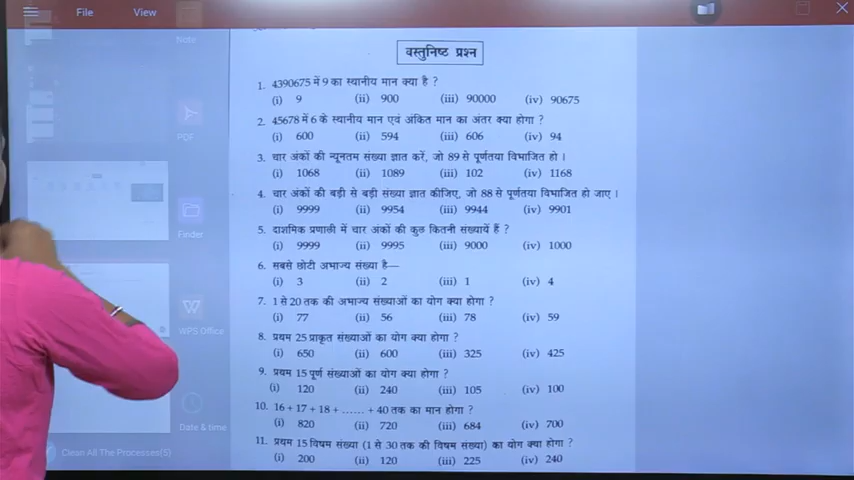 File View
Note
PDF
Finder
WPS Office
Date & time
Clean All The Processes(5)
वस्तुनिष्ठ प्रश्न
1. 4390675 में 9 का स्थानीय मान क्या है ?
(i) 9 (ii) 900 (iii) 90000 (iv) 90675
2. 45678 में 6 के स्थानीय मान एवं अंकित मान का अंतर क्या होगा ?
(i) 600 (ii) 594 (iii) 606 (iv) 94
3. चार अंकों की न्यूनतम संख्या ज्ञात करें, जो 89 से पूर्णतया विभाजित हो ।
(i) 1068 (ii) 1089 (iii) 102 (iv) 1168
4. चार अंकों की बड़ी से बड़ी संख्या ज्ञात कीजिए, जो 88 से पूर्णतया विभाजित हो जाए ।
(i) 9999 (ii) 9954 (iii) 9944 (iv) 9901
5. दाशमिक प्रणाली में चार अंकों की कुल कितनी संख्यायें हैं ?
(i) 9999 (ii) 9995 (iii) 9000 (iv) 1000
6. सबसे छोटी अभाज्य संख्या है—
(i) 3 (ii) 2 (iii) 1 (iv) 4
7. 1 से 20 तक की अभाज्य संख्याओं का योग क्या होगा ?
(i) 77 (ii) 56 (iii) 78 (iv) 59
8. प्रथम 25 प्राकृत संख्याओं का योग क्या होगा ?
(i) 650 (ii) 600 (iii) 325 (iv) 425
9. प्रथम 15 पूर्ण संख्याओं का योग क्या होगा ?
(i) 120 (ii) 240 (iii) 105 (iv) 100
10. 16 + 17 + 18 + ...... + 40 तक का मान होगा ?
(i) 820 (ii) 720 (iii) 684 (iv) 700
11. प्रथम 15 विषम संख्या (1 से 30 तक की विषम संख्या) का योग क्या होगा ?
(i) 200 (ii) 120 (iii) 225 (iv) 240